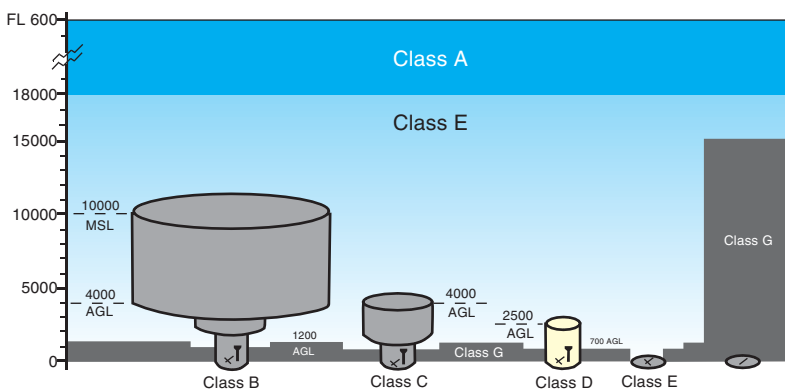 FL 600
Class A
18000
Class E
15000
10000
10000
MSL
Class G
5000
4000
AGL
4000
AGL
2500
AGL
1200
AGL
Class G
700 AGL
0
Class B
Class C
Class D
Class E